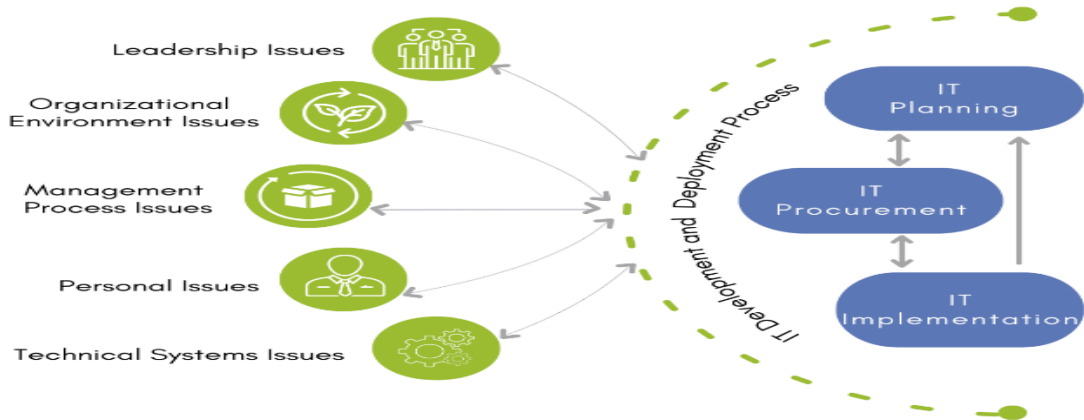 Leadership Issues
Organizational
Environment Issues
Management
Process Issues
Personal Issues
Technical Systems Issues
IT Development and Deployment Process
IT
Planning
IT
Procurement
IT
Implementation